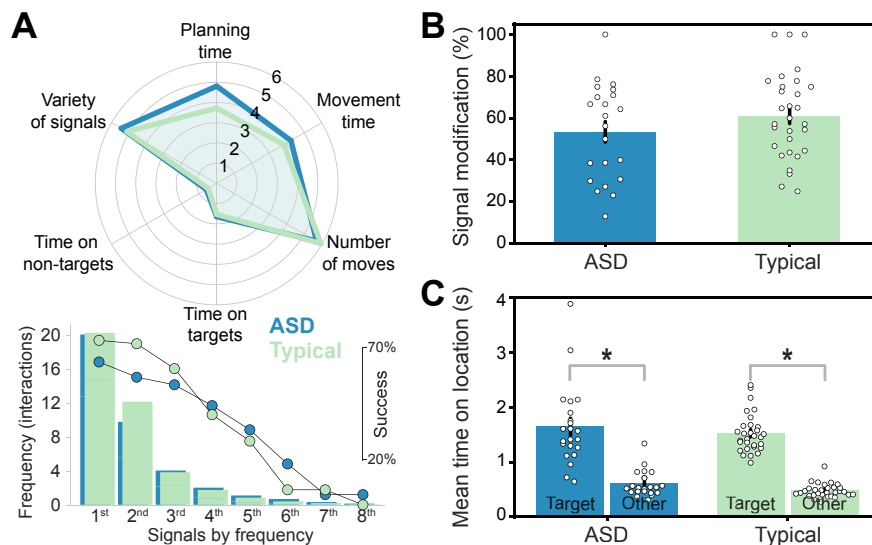 A
Planning
time
6
5
4
3
2
1
Movement
time
Variety
of signals
Time on
non-targets
Number
of moves
Time on
targets
ASD
Typical
20
16
12
8
4
0
Frequency (interactions)
70%
Success
20%
1st
2nd
3rd
4th
5th
6th
7th
8th
Signals by frequency
B
Signal modification (%)
100
80
60
40
20
0
ASD
Typical
C
Mean time on location (s)
4
3
2
1
0
*
*
Target
Other
Target
Other
ASD
Typical